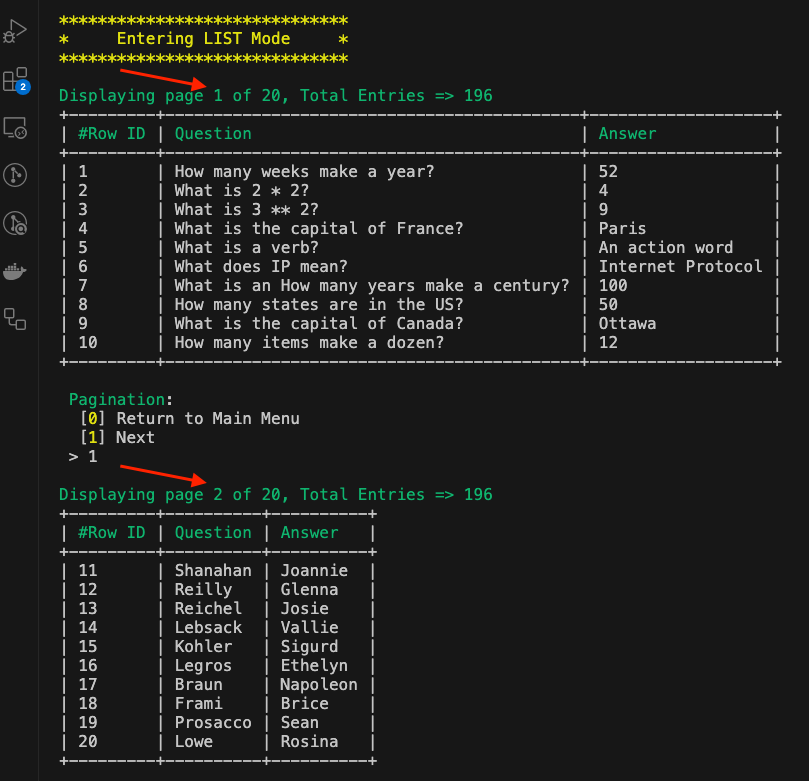 ******************************
*     Entering LIST Mode     *
******************************
2
Displaying page 1 of 20, Total Entries => 196
+---------+-------------------------------------------+-------------------+
| #Row ID | Question                                  | Answer            |
+---------+-------------------------------------------+-------------------+
| 1       | How many weeks make a year?               | 52                |
| 2       | What is 2 * 2?                            | 4                 |
| 3       | What is 3 ** 2?                           | 9                 |
| 4       | What is the capital of France?            | Paris             |
| 5       | What is a verb?                           | An action word    |
| 6       | What does IP mean?                        | Internet Protocol |
| 7       | What is an How many years make a century? | 100               |
| 8       | How many states are in the US?            | 50                |
| 9       | What is the capital of Canada?            | Ottawa            |
| 10      | How many items make a dozen?              | 12                |
+---------+-------------------------------------------+-------------------+
Pagination:
[0] Return to Main Menu
[1] Next
> 1
Displaying page 2 of 20, Total Entries => 196
+---------+----------+----------+
| #Row ID | Question | Answer   |
+---------+----------+----------+
| 11      | Shanahan | Joannie  |
| 12      | Reilly   | Glenna   |
| 13      | Reichel  | Josie    |
| 14      | Lebsack  | Vallie   |
| 15      | Kohler   | Sigurd   |
| 16      | Legros   | Ethelyn  |
| 17      | Braun    | Napoleon |
| 18      | Frami    | Brice    |
| 19      | Prosacco | Sean     |
| 20      | Lowe     | Rosina   |
+---------+----------+----------+